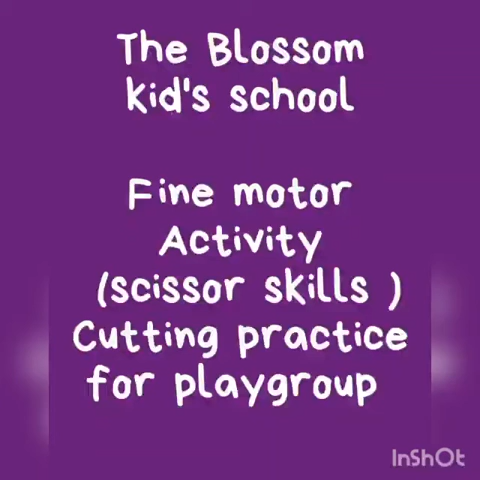 The Blossom
kid's school
Fine motor
Activity
(scissor skills )
Cutting practice
for playgroup
InShOt